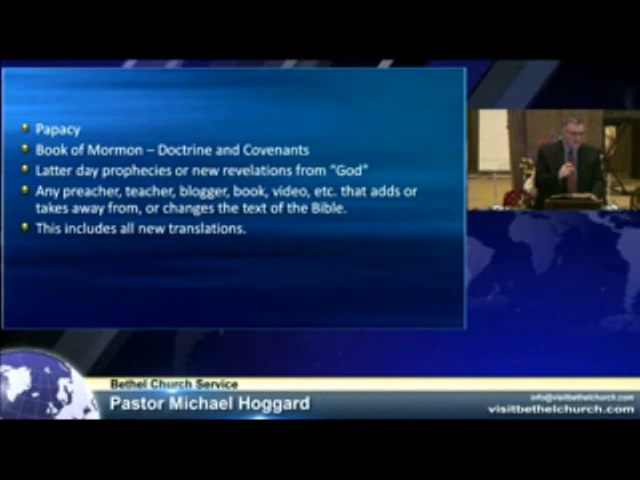 Papacy
Book of Mormon – Doctrine and Covenants
Latter day prophecies or new revelations from "God"
Any preacher, teacher, blogger, book, video, etc. that adds or
takes away from, or changes the text of the Bible.
This includes all new translations.
Bethel Church Service
Pastor Michael Hoggard
info@visitbethelchurch.com
visitbethelchurch.com